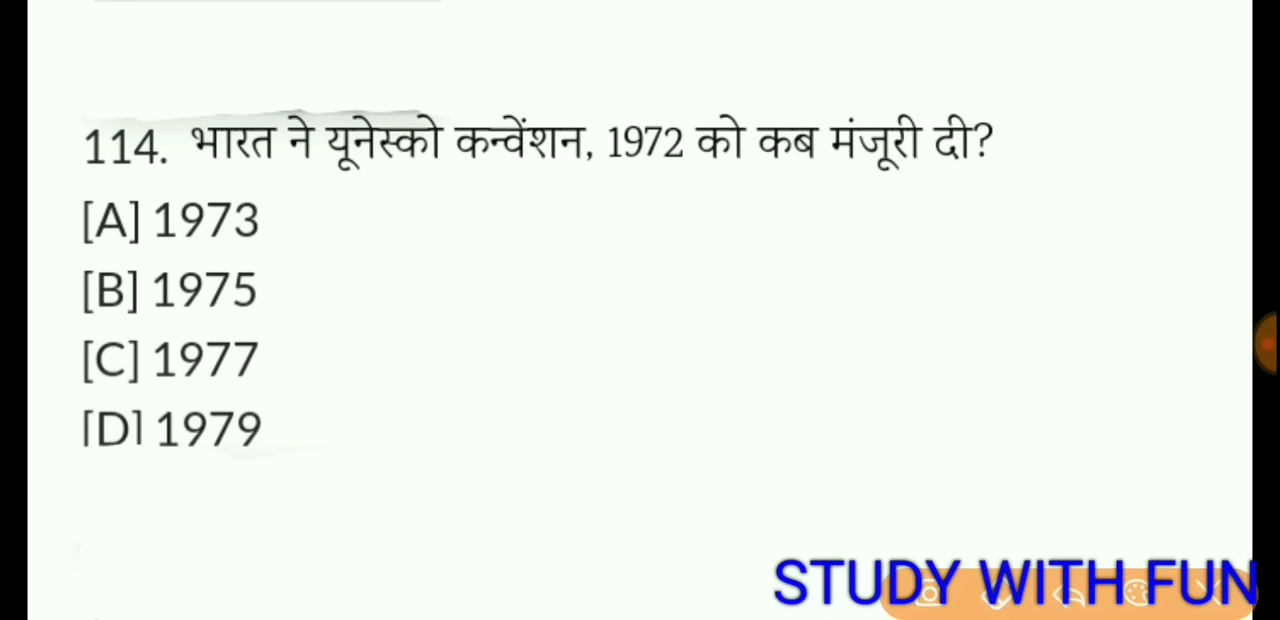 114. भारत ने यूनेस्को कन्वेंशन, 1972 को कब मंजूरी दी?
[A] 1973
[B] 1975
[C] 1977
[D] 1979
STUDY WITH FUN